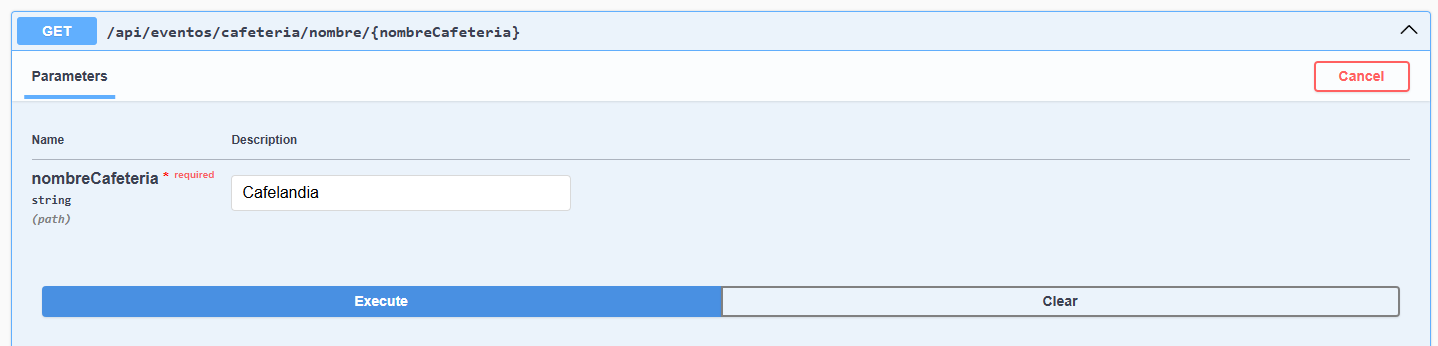 GET /api/eventos/cafeteria/nombre/{nombreCafeteria}
Parameters
Cancel
Name Description
nombreCafeteria * required
string
(path)
Cafelandia
Execute Clear